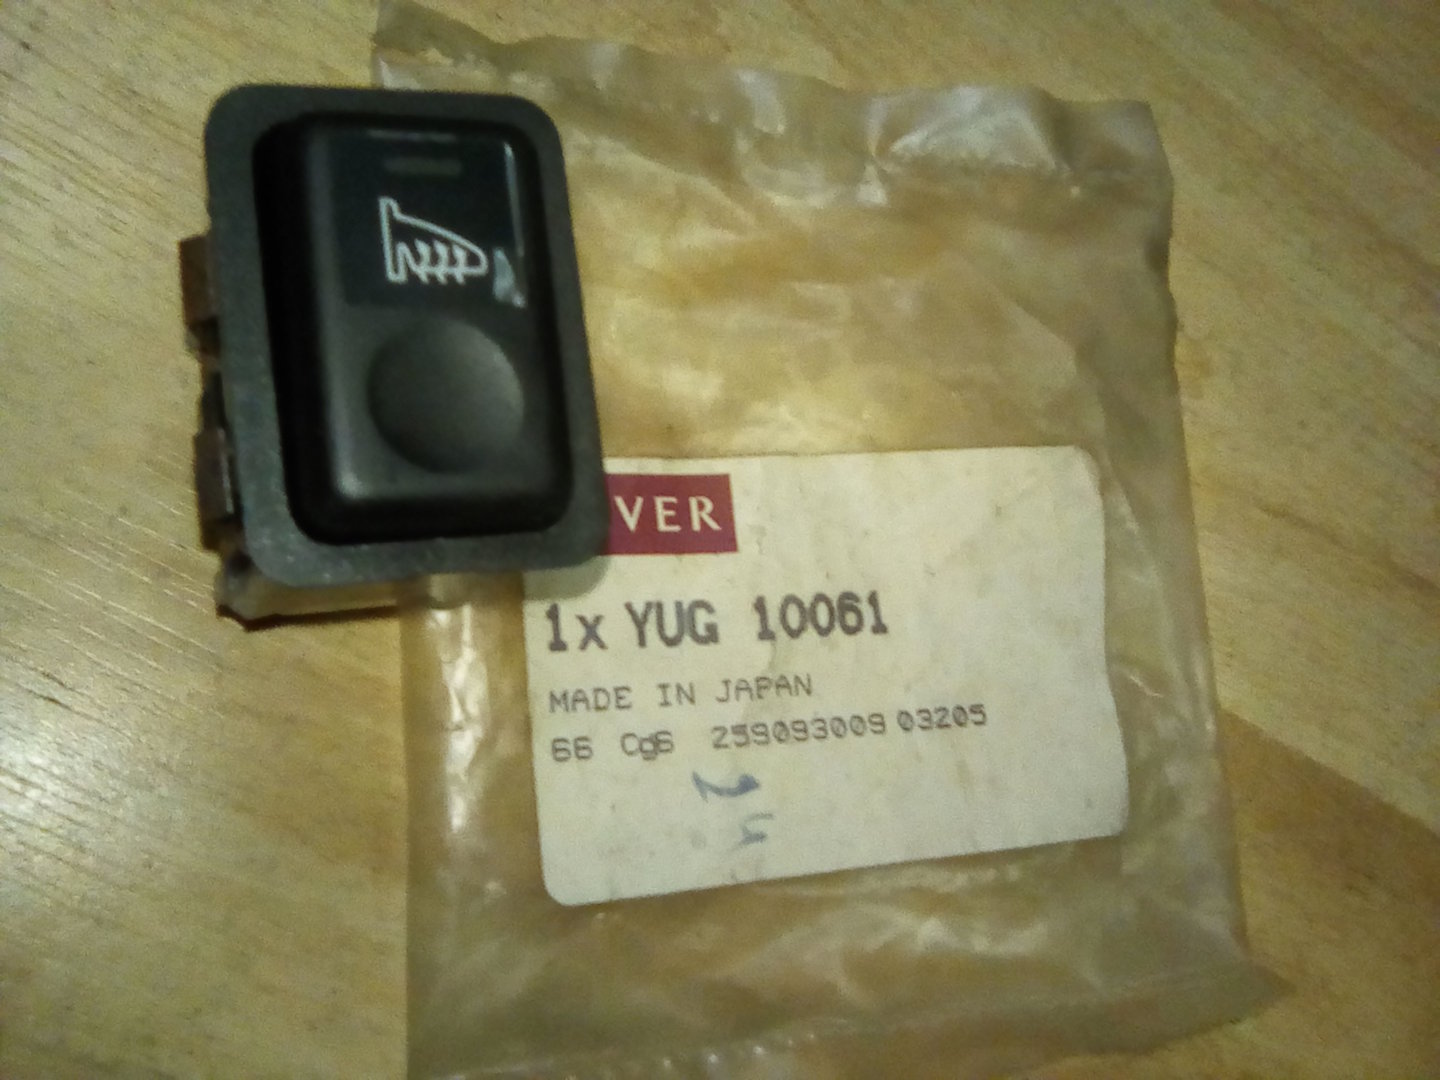 VER
1x YUG 10061
MADE IN JAPAN
66 Cg6 259093009 03205